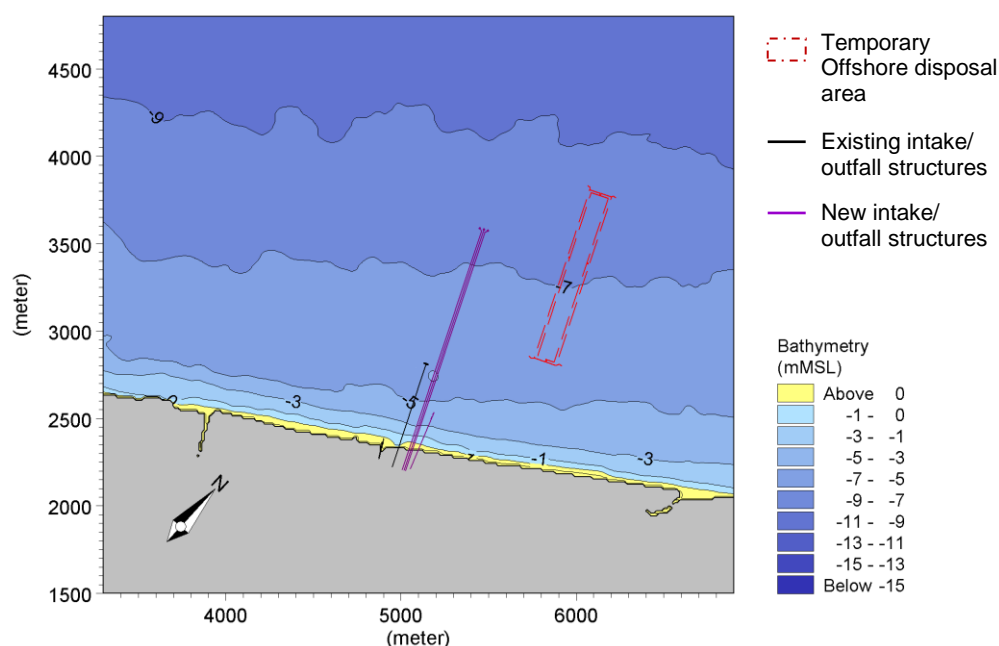 4500
4000
3500
3000
2500
2000
1500
(meter)
4000
5000
6000
(meter)
-9
-7
-5
-3
-3
-1
N
Temporary
Offshore disposal
area
Existing intake/
outfall structures
New intake/
outfall structures
Bathymetry
(mMSL)
Above 0
-1 - 0
-3 - -1
-5 - -3
-7 - -5
-9 - -7
-11 - -9
-13 - -11
-15 - -13
Below -15